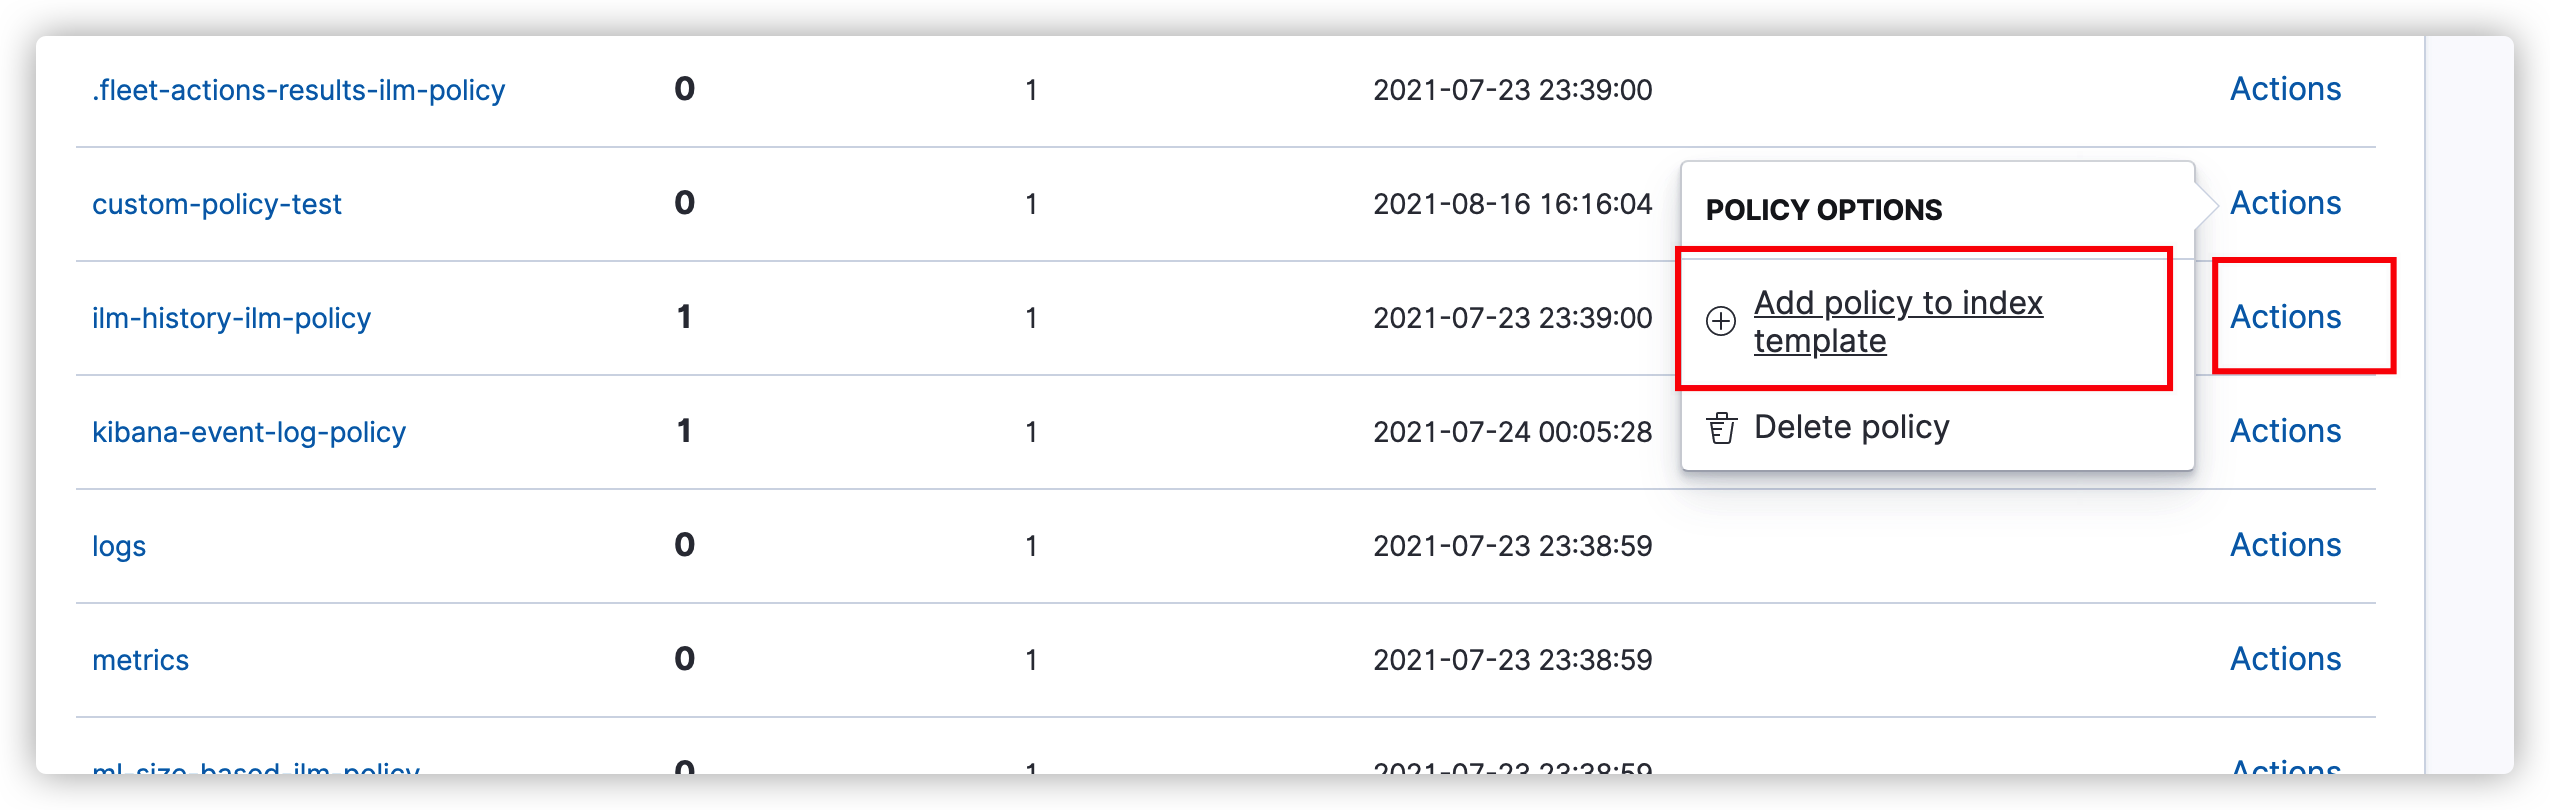 .fleet-actions-results-ilm-policy 0 1 2021-07-23 23:39:00 Actions
custom-policy-test 0 1 2021-08-16 16:16:04 Actions
POLICY OPTIONS
ilm-history-ilm-policy 1 1 2021-07-23 23:39:00 Actions
Add policy to index
template
kibana-event-log-policy 1 1 2021-07-24 00:05:28 Actions
Delete policy
logs 0 1 2021-07-23 23:38:59 Actions
metrics 0 1 2021-07-23 23:38:59 Actions
ml-size-based-ilm-policy 0 1 2021-07-23 23:38:59 Actions